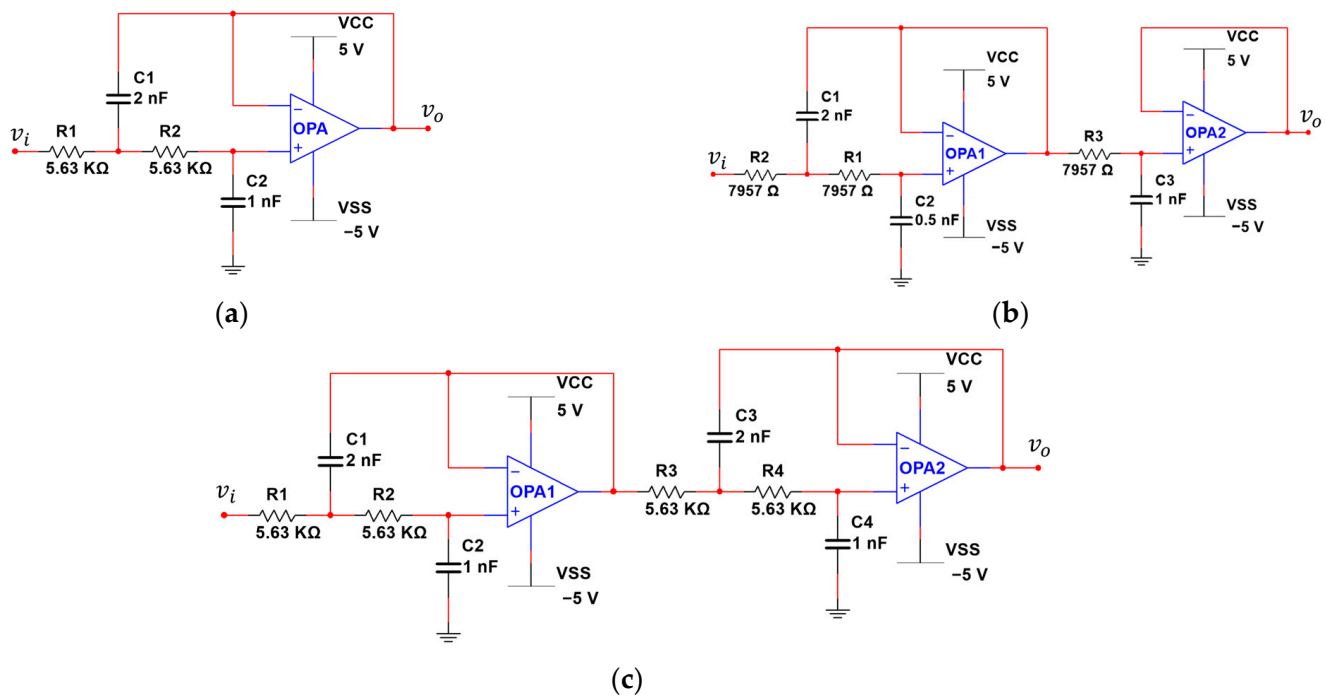 VCC
5 V
C1
2 nF
R1
R2
v_i
v_o
OPA
−
+
5.63 KΩ
5.63 KΩ
C2
1 nF
VSS
−5 V
(a)
VCC
5 V
C1
2 nF
R2
R1
v_i
7957 Ω
7957 Ω
OPA1
−
+
C2
0.5 nF
VSS
−5 V
R3
7957 Ω
VCC
5 V
OPA2
−
+
v_o
C3
1 nF
VSS
−5 V
(b)
VCC
5 V
C1
2 nF
v_i
R1
R2
5.63 KΩ
5.63 KΩ
OPA1
−
+
C2
1 nF
VSS
−5 V
VCC
5 V
C3
2 nF
R3
R4
5.63 KΩ
5.63 KΩ
OPA2
−
+
v_o
C4
1 nF
VSS
−5 V
(c)